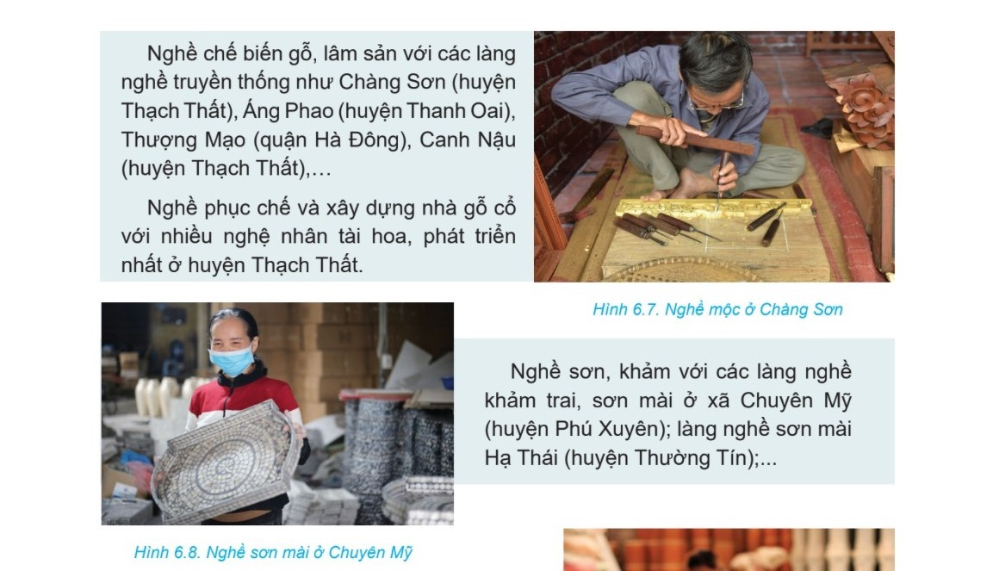 Nghề chế biến gỗ, lâm sản với các làng
nghề truyền thống như Chàng Sơn (huyện
Thạch Thất), Áng Phao (huyện Thanh Oai),
Thượng Mạo (quận Hà Đông), Canh Nậu
(huyện Thạch Thất),…
Nghề phục chế và xây dựng nhà gỗ cổ
với nhiều nghệ nhân tài hoa, phát triển
nhất ở huyện Thạch Thất.
Hình 6.7. Nghề mộc ở Chàng Sơn
Nghề sơn, khảm với các làng nghề
khảm trai, sơn mài ở xã Chuyên Mỹ
(huyện Phú Xuyên); làng nghề sơn mài
Hạ Thái (huyện Thường Tín);...
Hình 6.8. Nghề sơn mài ở Chuyên Mỹ